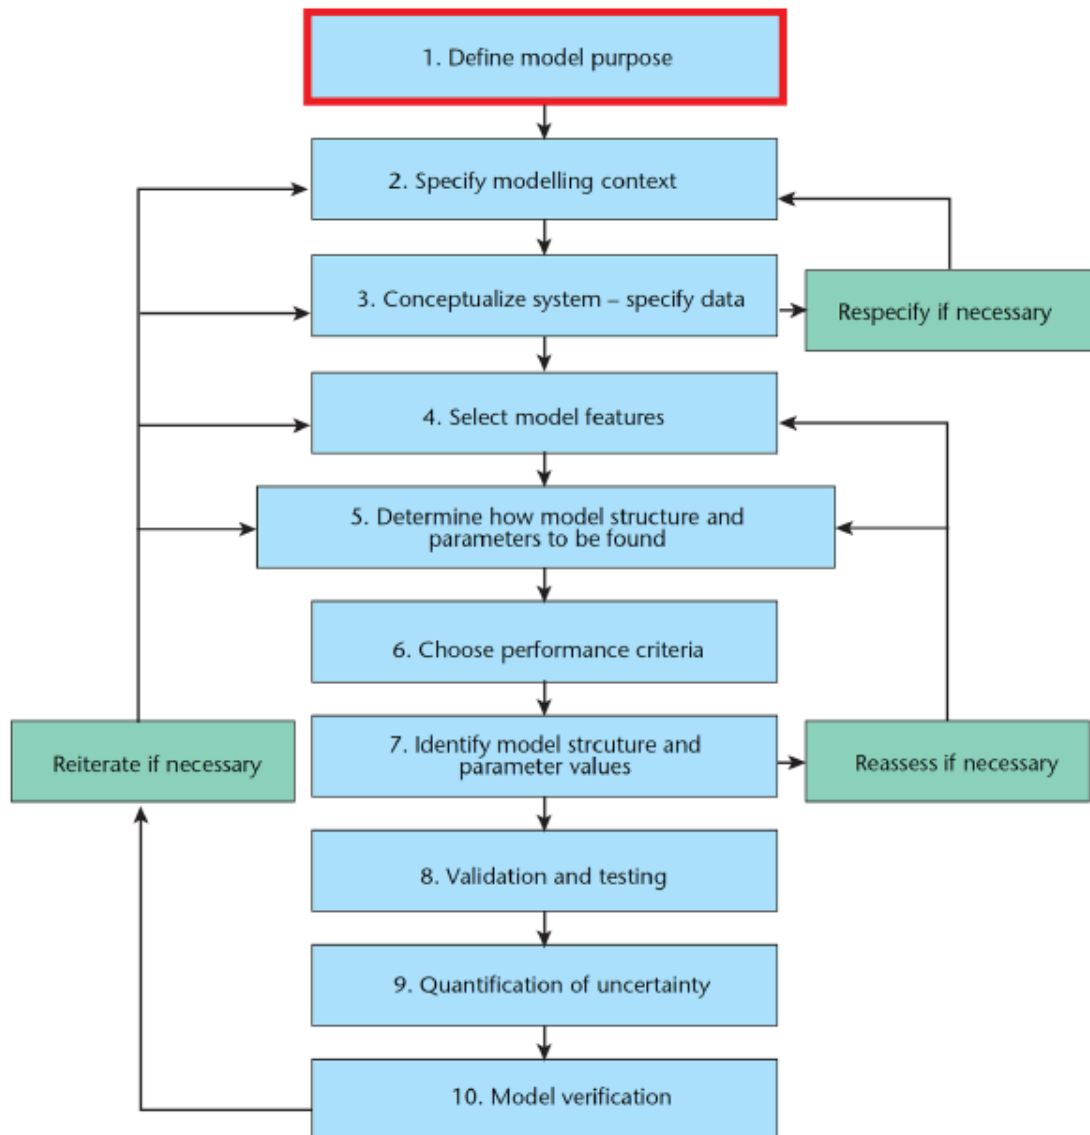 1. Define model purpose
2. Specify modelling context
3. Conceptualize system – specify data
Respecify if necessary
4. Select model features
5. Determine how model structure and
parameters to be found
6. Choose performance criteria
7. Identify model strcuture and
parameter values
Reiterate if necessary
Reassess if necessary
8. Validation and testing
9. Quantification of uncertainty
10. Model verification